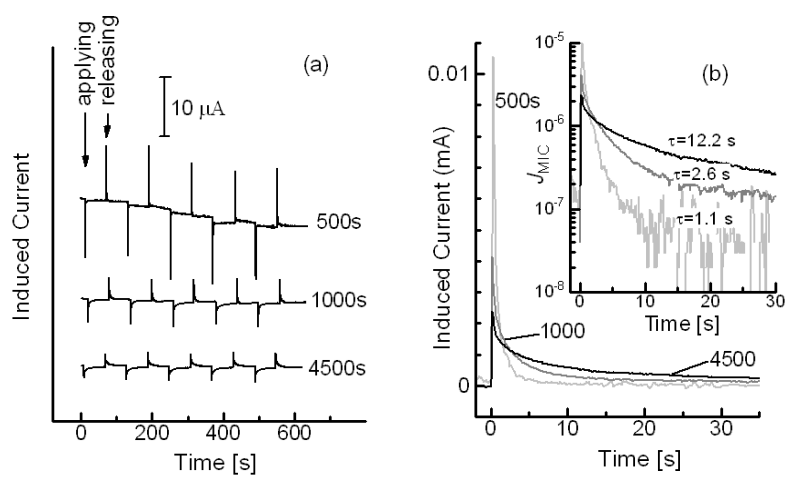 applying
releasing
(a)
10 μA
Induced Current
500s
1000s
4500s
0
200
400
600
Time [s]
(b)
0.01
0
Induced Current (mA)
500s
1000
4500
0
10
20
30
Time [s]
10⁻⁵
10⁻⁶
10⁻⁷
10⁻⁸
J_MIC
τ=12.2 s
τ=2.6 s
τ=1.1 s
0
10
20
30
Time [s]